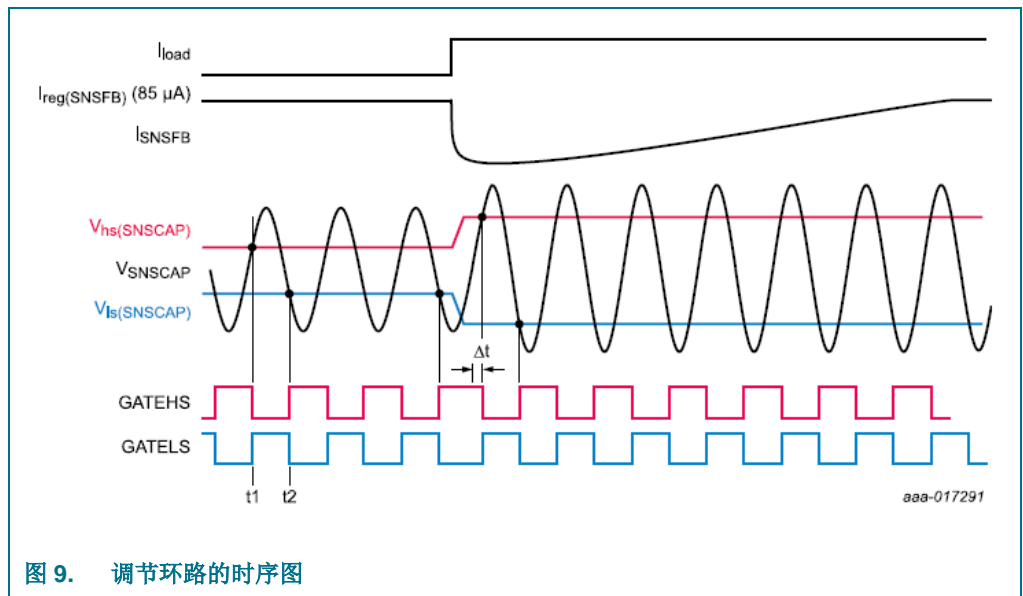 Iload
Ireg(SNSFB) (85 μA)
ISNSFB
Vhs(SNSCAP)
VSNSCAP
Vls(SNSCAP)
Δt
GATEHS
GATELS
t1 t2
aaa-017291
图 9. 调节环路的时序图